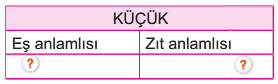 KÜÇÜK
Eş anlamlısı Zıt anlamlısı
? ?